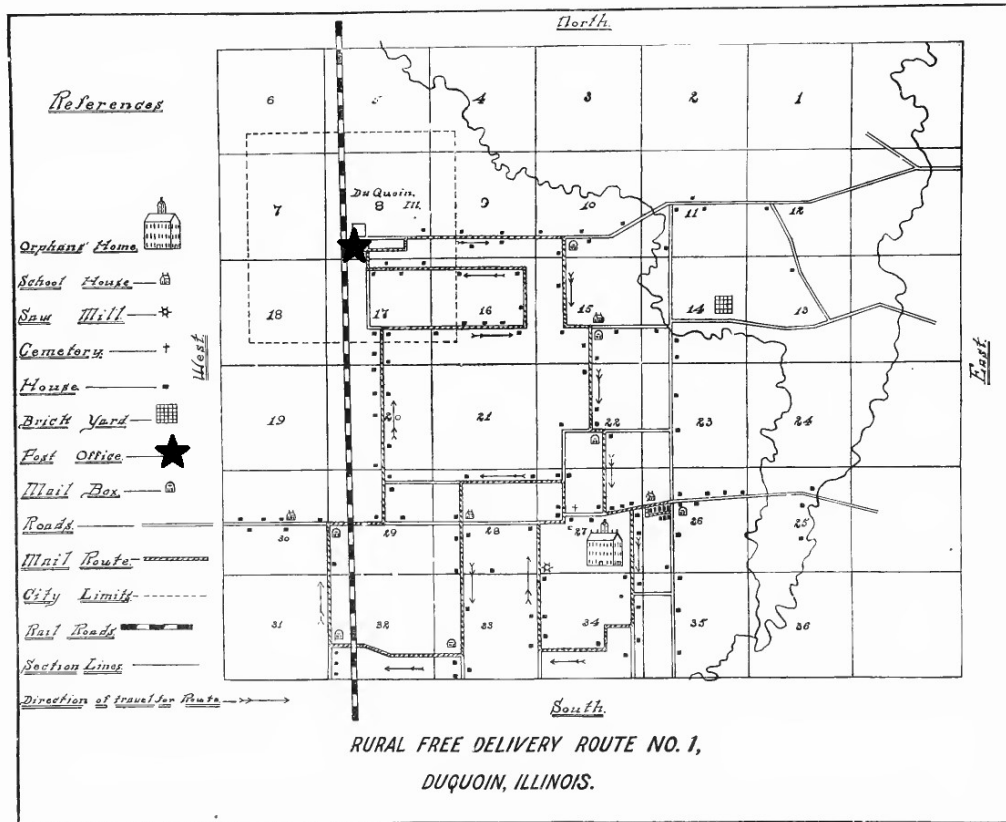 North.
References
6 5 4 3 2 1
DuQuoin.
Ill.
7 8 9 10 11 12
Orphans' Home.
School House
Saw Mill
Cemetery.
House
Brick Yard
Post Office.
Mail Box.
Roads
Mail Route.
City Limits
Rail Roads
Section Lines
Direction of travel for Route
18 17 16 15 14 13
West
East
19 21 22 23 24
30 29 28 27 26 25
31 32 33 34 35 36
South.
RURAL FREE DELIVERY ROUTE NO. 1,
DUQUOIN, ILLINOIS.